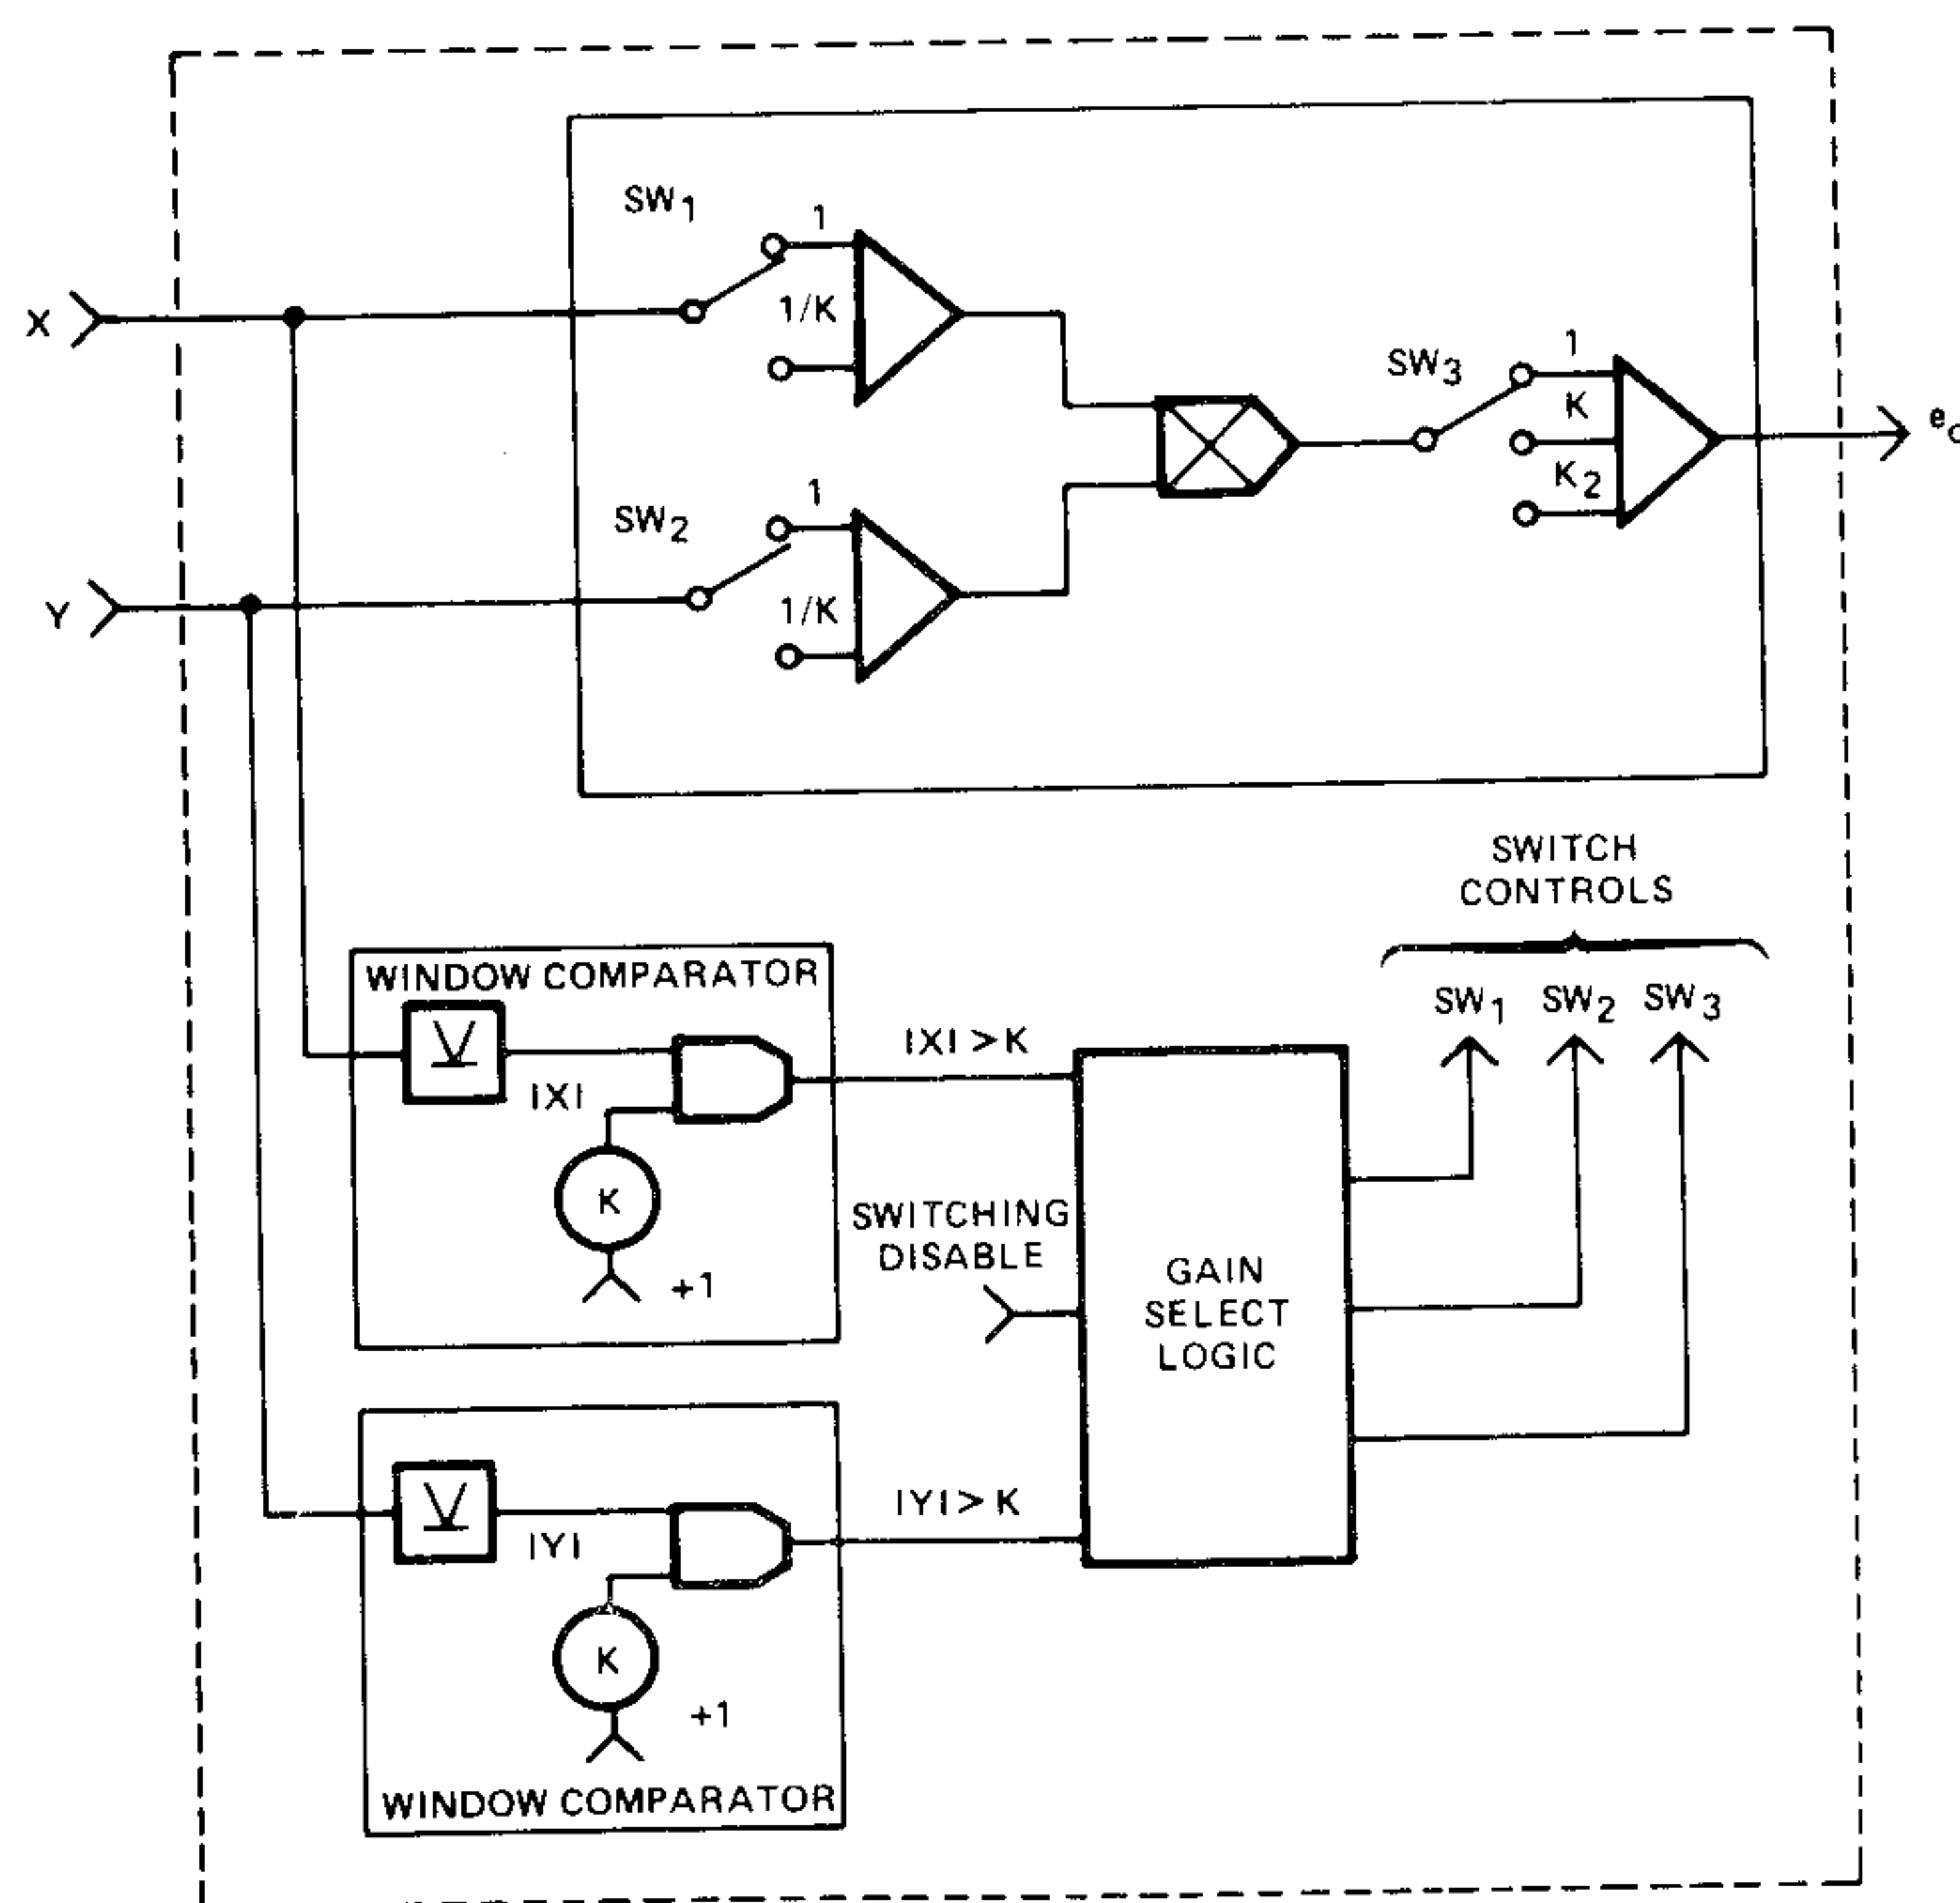 SW1
1
X
1/K
SW3
1
K
K2
eo
SW2
1
Y
1/K
SWITCH
CONTROLS
SW1 SW2 SW3
WINDOW COMPARATOR
V
|X|
K
+1
|X| > K
SWITCHING
DISABLE
GAIN
SELECT
LOGIC
V
|Y|
K
+1
|Y| > K
WINDOW COMPARATOR